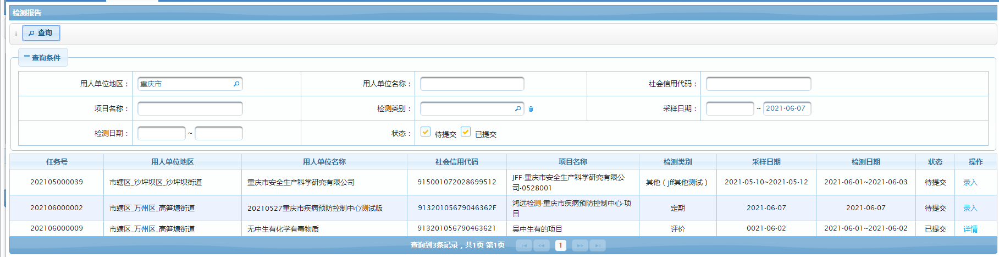 检测报告
查询
查询条件
用人单位地区： 重庆市 用人单位名称： 社会信用代码：
项目名称： 检测类别： 采样日期： ~ 2021-06-07
检测日期： ~ 状态： 待提交 已提交
任务号 用人单位地区 用人单位名称 社会信用代码 项目名称 检测类别 采样日期 检测日期 状态 操作
202105000039 市辖区_沙坪坝区_沙坪坝街道 重庆市安全生产科学研究有限公司 915001072028699512 JFF-重庆市安全生产科学研究有限公
司-0528001 其他（jff其他测试） 2021-05-10~2021-05-12 2021-06-01~2021-06-03 待提交 录入
202106000002 市辖区_万州区_高笋塘街道 20210527重庆市疾病预防控制中心测试版 91320105679046362F 鸿远检测-重庆市疾病预防控制中心-项
目 定期 2021-06-07 2021-06-07 待提交 录入
202106000009 市辖区_万州区_高笋塘街道 无中生有化学有毒物质 913201056790463621 吴中生有的项目 评价 0021-06-02 2021-06-01~2021-06-02 已提交 详情
查询到3条记录，共1页 第1页 1